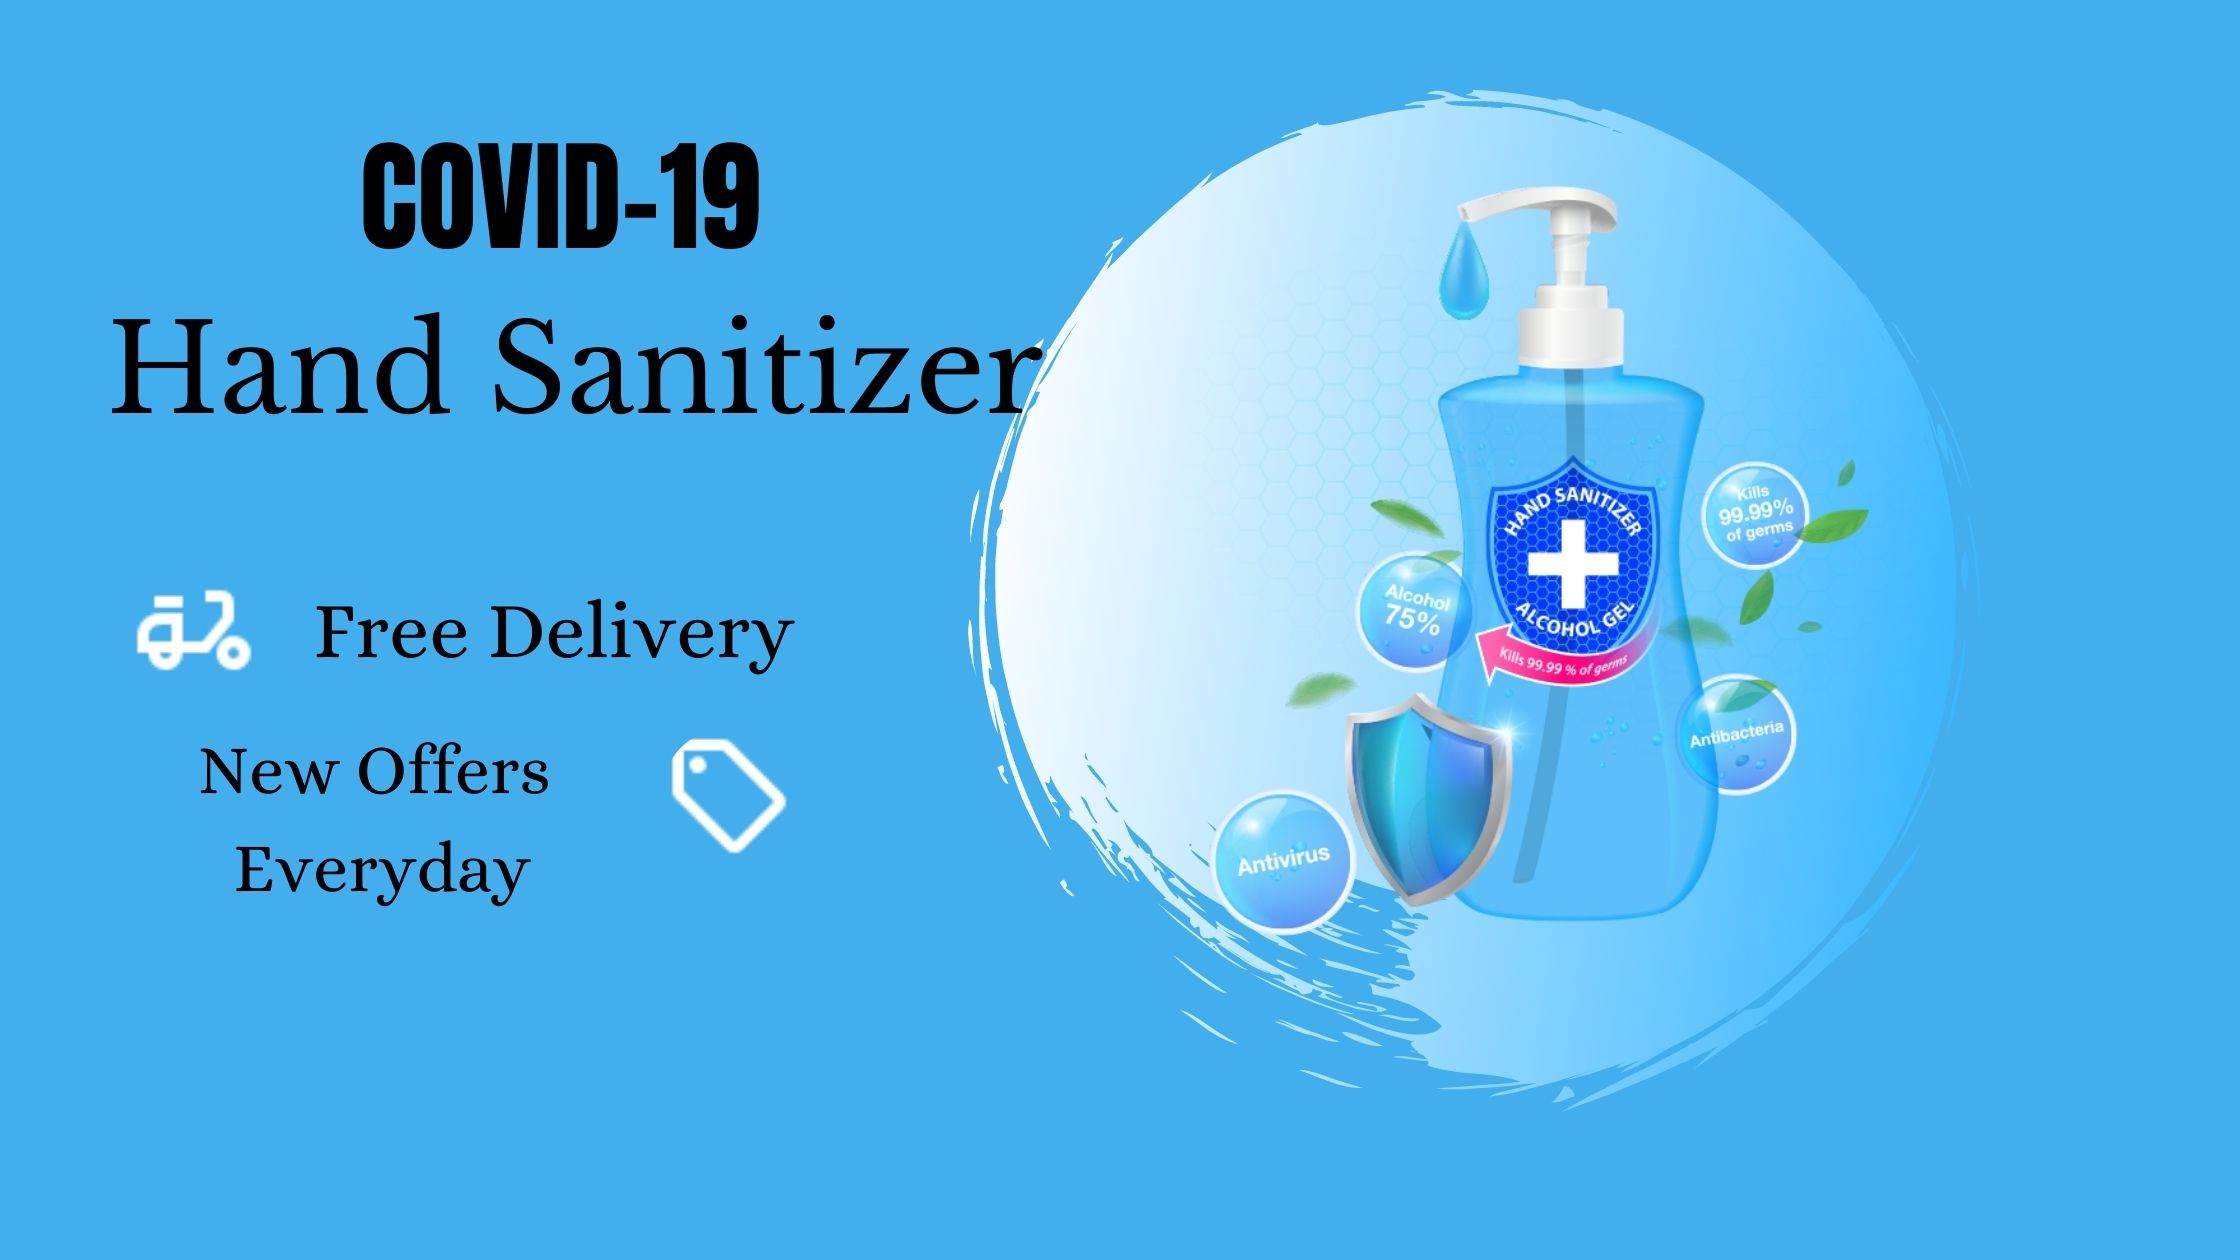 COVID-19
Hand Sanitizer
Free Delivery
New Offers
Everyday
HAND SANITIZER
ALCOHOL GEL
Kills 99.99 % of germs
Kills
99.99%
of germs
Alcohol
75%
Antibacteria
Antivirus